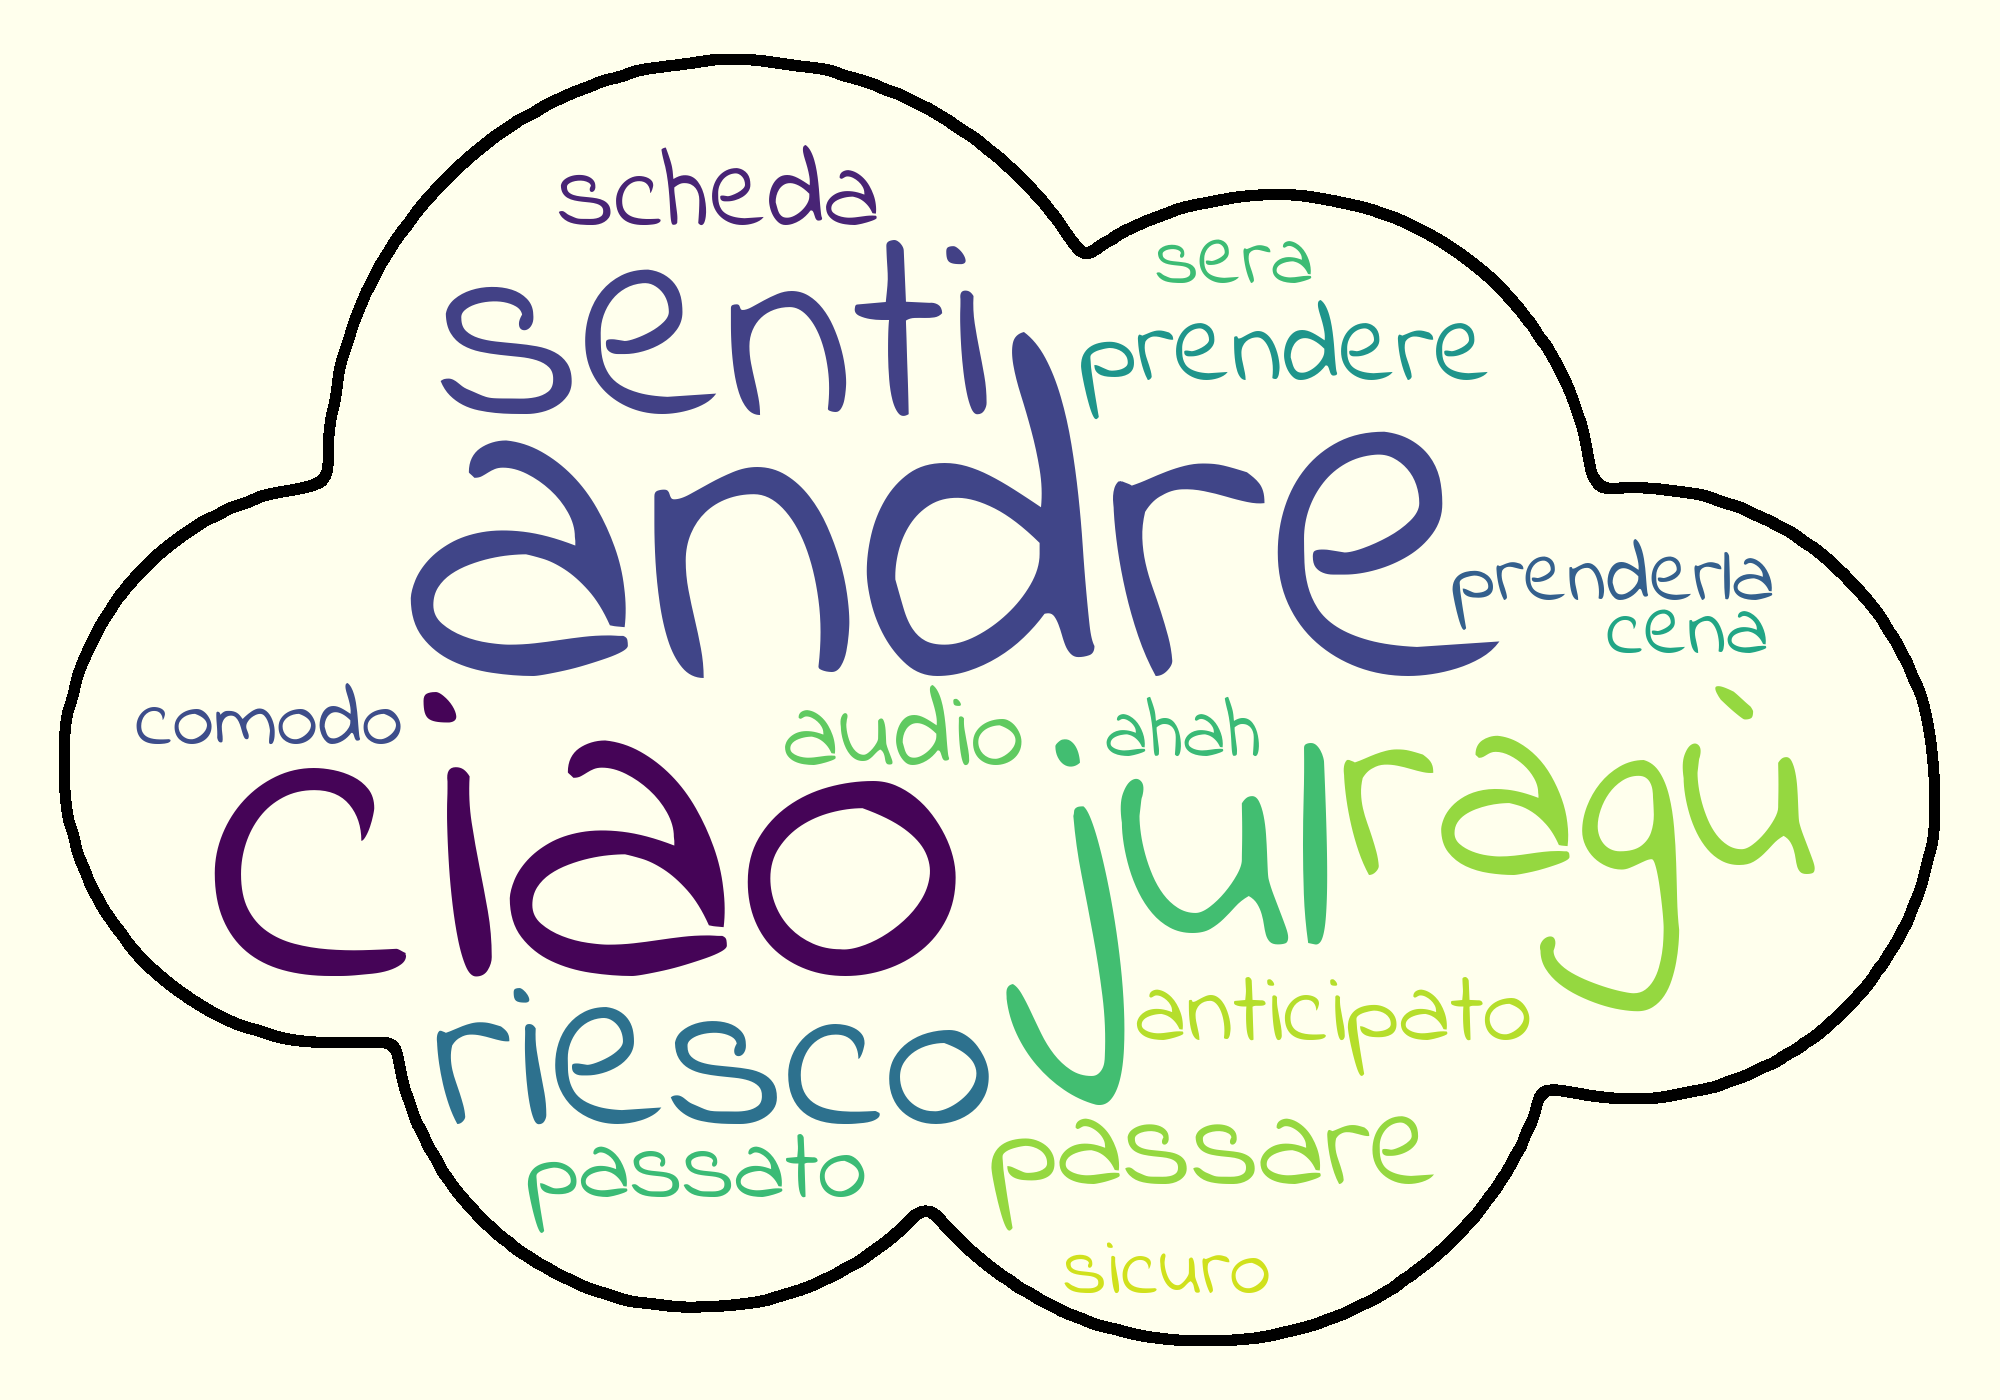 scheda
sera
senti
prendere
andre
prenderla
cena
comodo
audio
ahah
ciao
jul
ragù
riesco
anticipato
passato
passare
sicuro